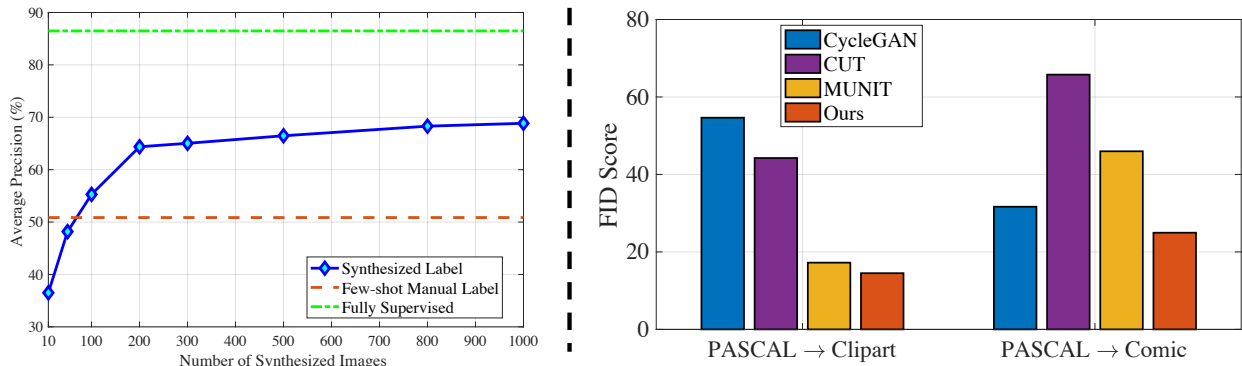 90
80
70
60
50
40
30
10 100 200 300 400 500 600 700 800 900 1000
Average Precision (%)
Number of Synthesized Images
Synthesized Label
Few-shot Manual Label
Fully Supervised
80
60
40
20
0
FID Score
CycleGAN
CUT
MUNIT
Ours
PASCAL → Clipart PASCAL → Comic